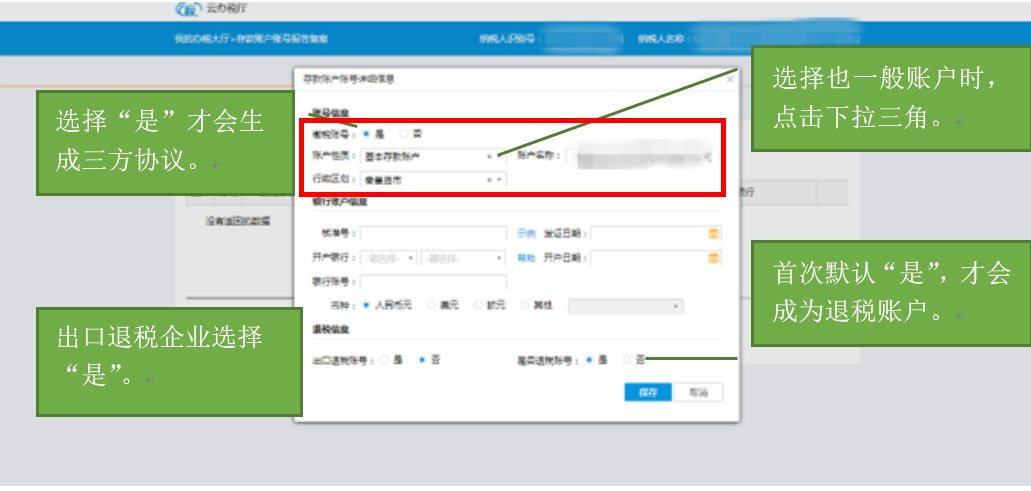 云办税厅
我的办税大厅>存款账户账号报告备案
纳税人识别号：
纳税人名称：
存款账户账号详细信息
账号信息
缴税账号： 是 否
账户性质： 基本存款账户
账户名称：
行政区划： 秦皇岛市
银行账户信息
核准号： 示例
发证日期：
开户银行： -请选择- -请选择- 帮助
开户日期：
银行账号：
币种： 人民币元 美元 欧元 其他
退税信息
出口退税账号： 是 否
是否退税账号： 是 否
保存 取消
没有返回的数据
选择“是”才会生
成三方协议。
选择也一般账户时，
点击下拉三角。
出口退税企业选择
“是”。
首次默认“是”，才会
成为退税账户。